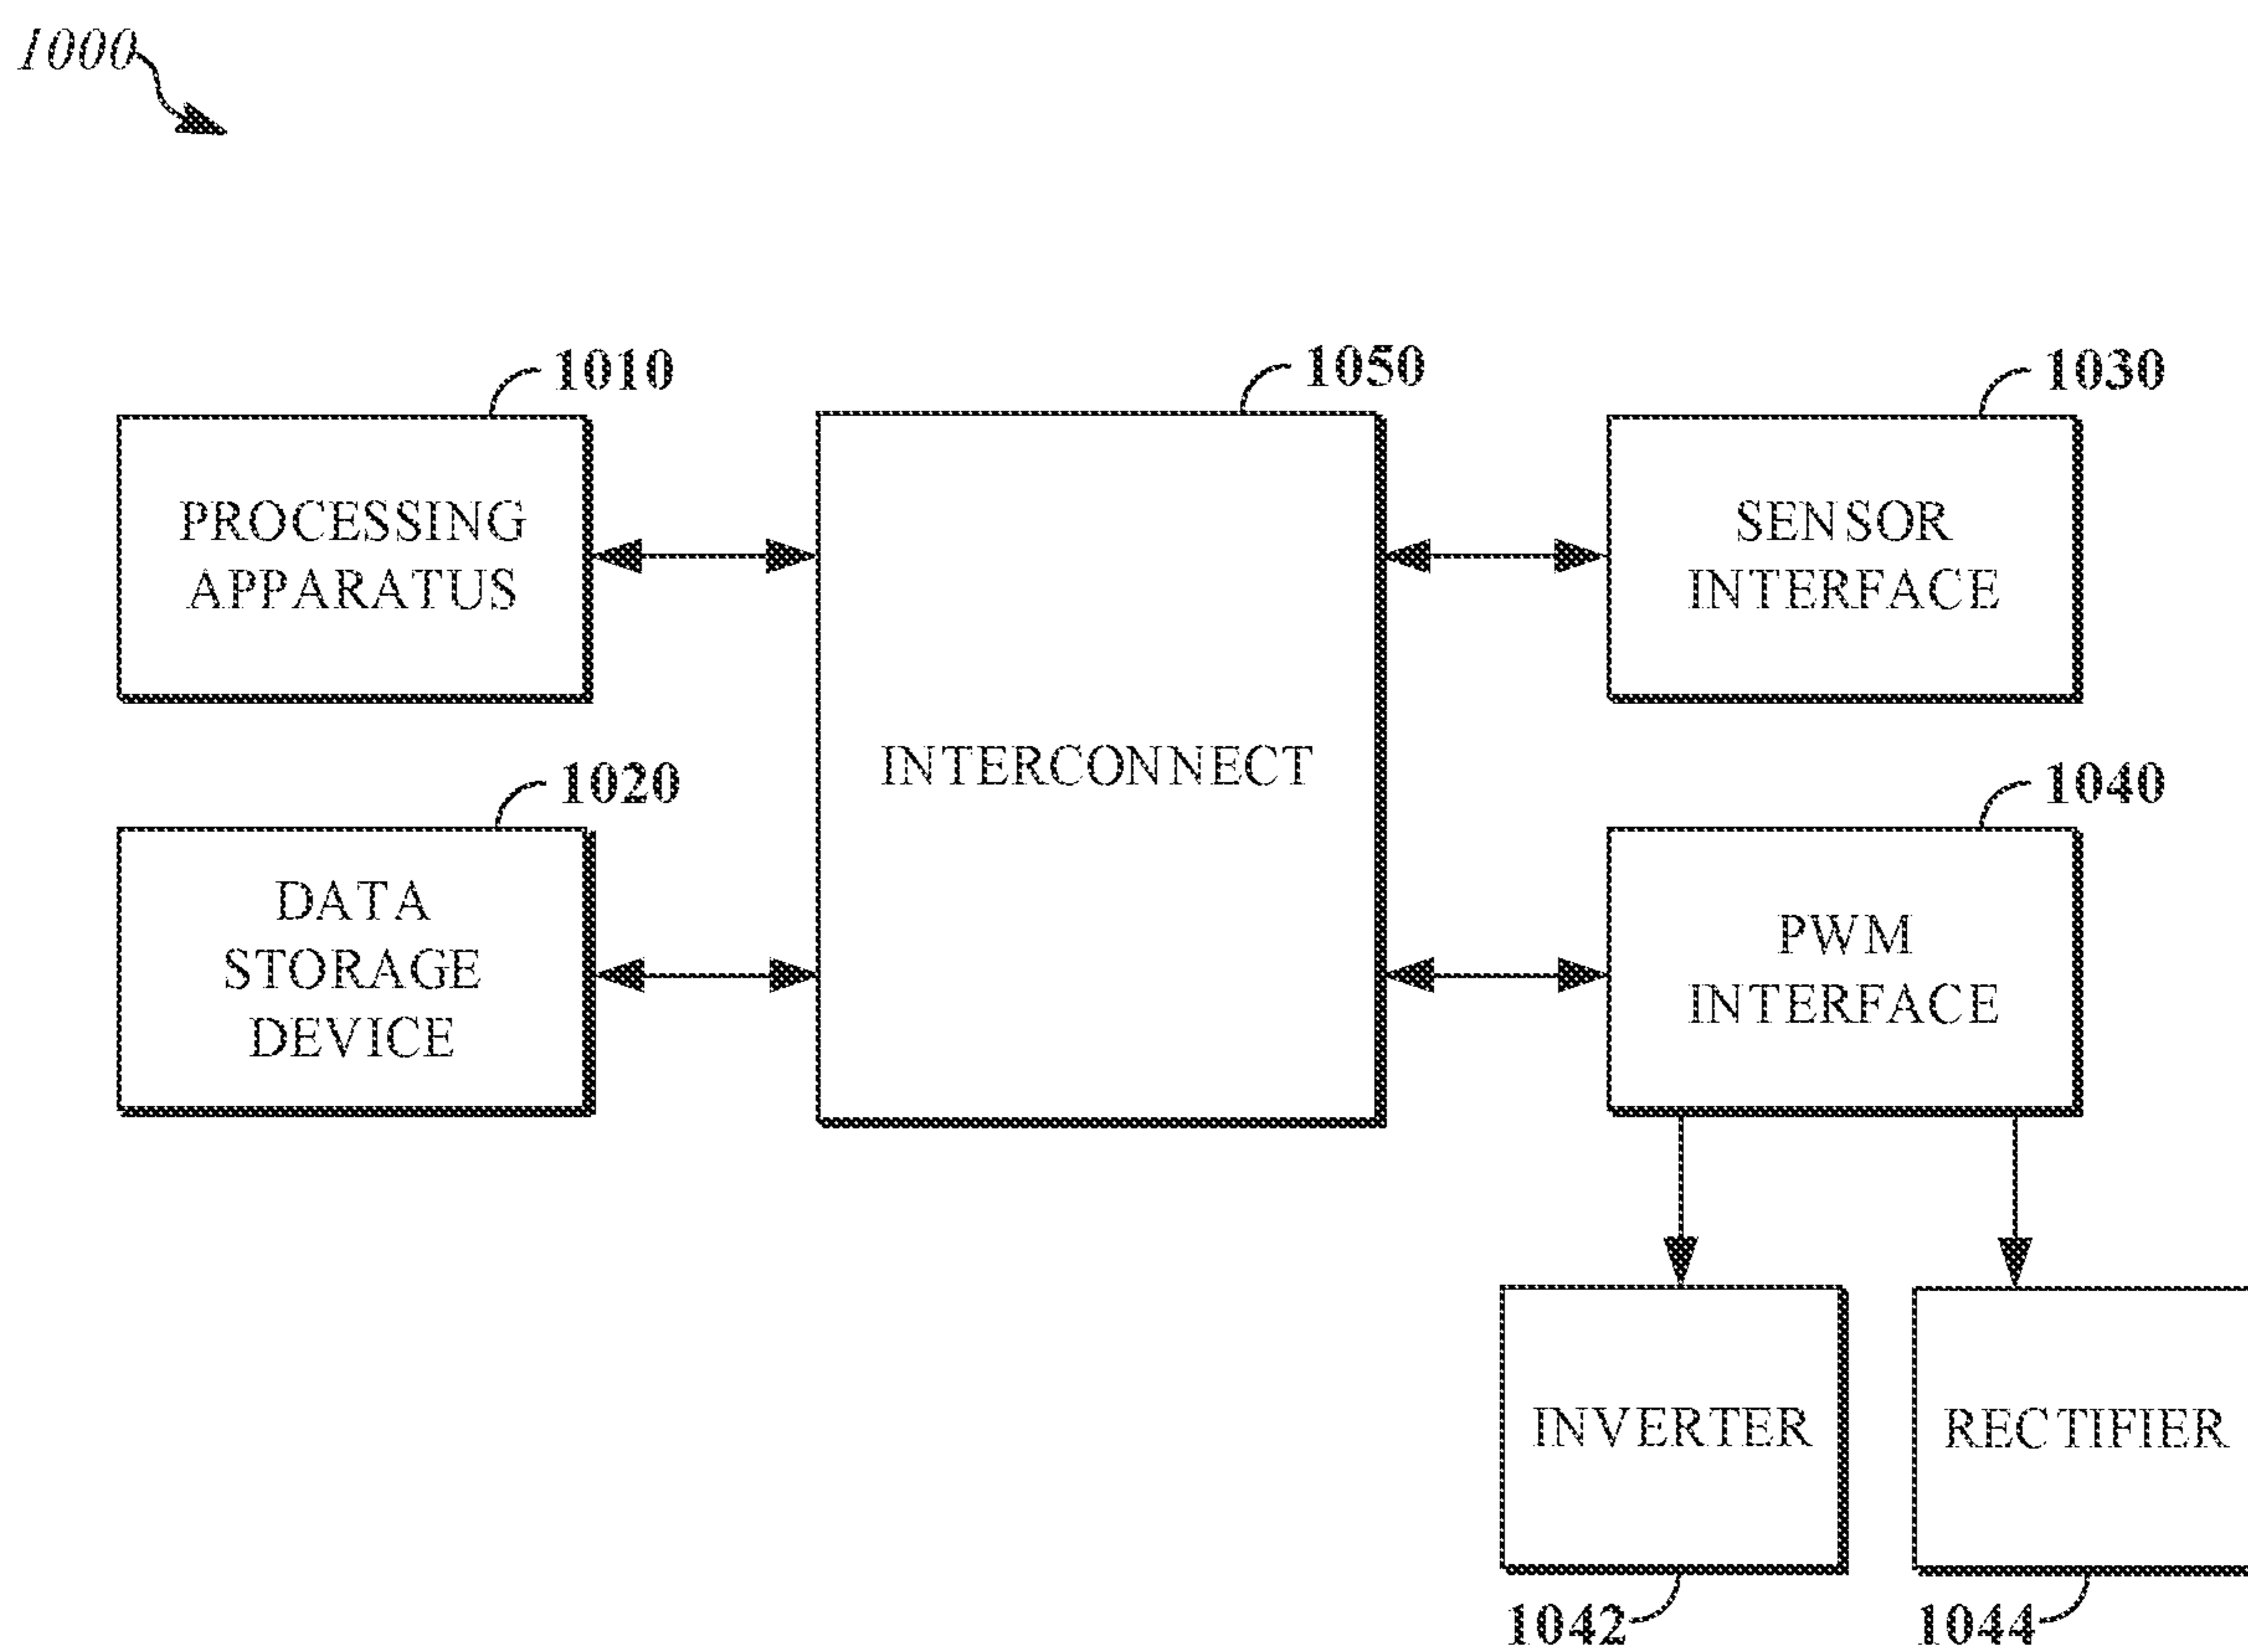 1000
1010
1050
1030
PROCESSING
APPARATUS
INTERCONNECT
SENSOR
INTERFACE
1020
1040
DATA
STORAGE
DEVICE
PWM
INTERFACE
INVERTER
RECTIFIER
1042
1044